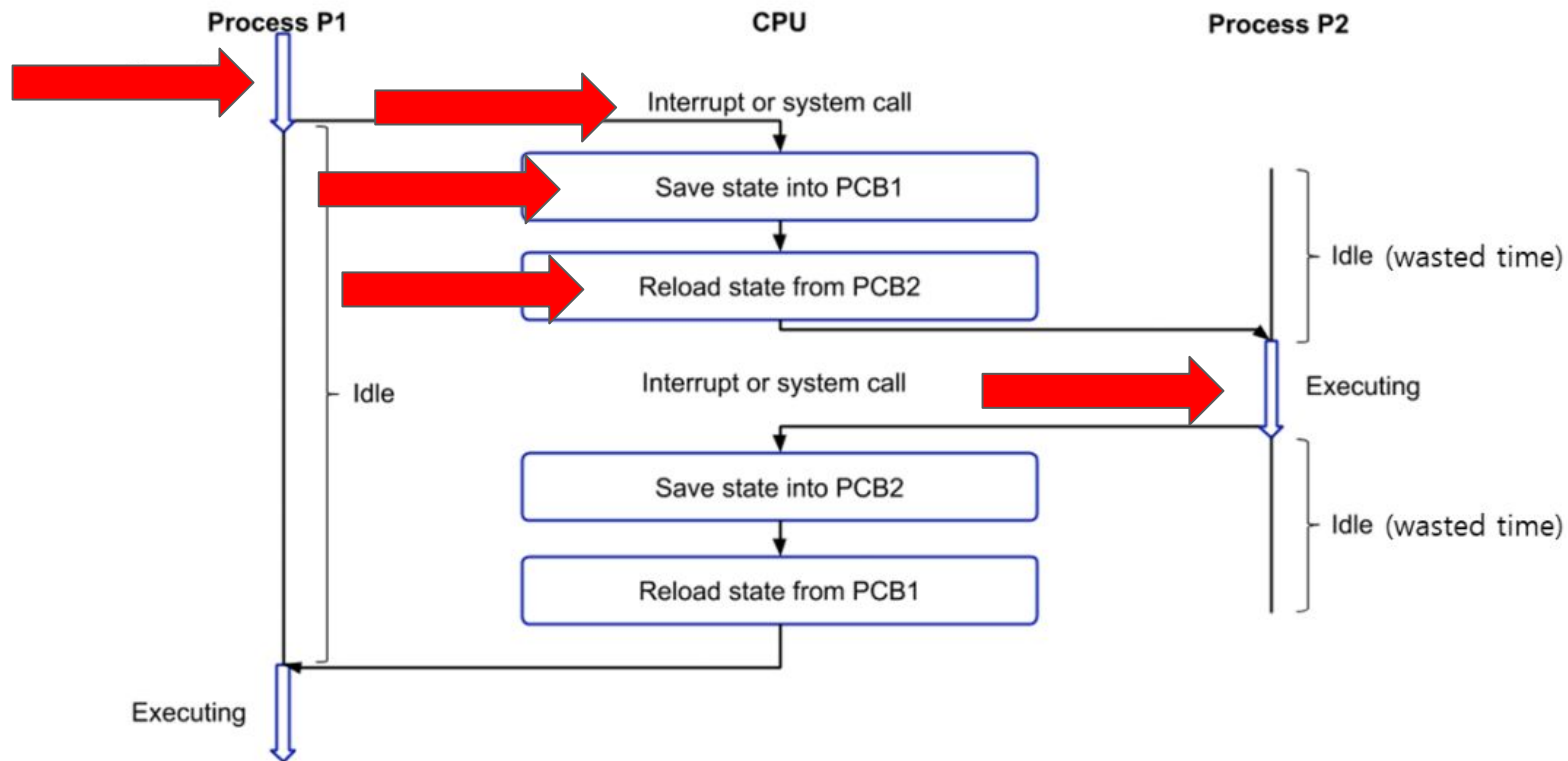 Process P1
CPU
Process P2
Interrupt or system call
Save state into PCB1
Reload state from PCB2
Idle (wasted time)
Interrupt or system call
Executing
Idle
Save state into PCB2
Idle (wasted time)
Reload state from PCB1
Executing